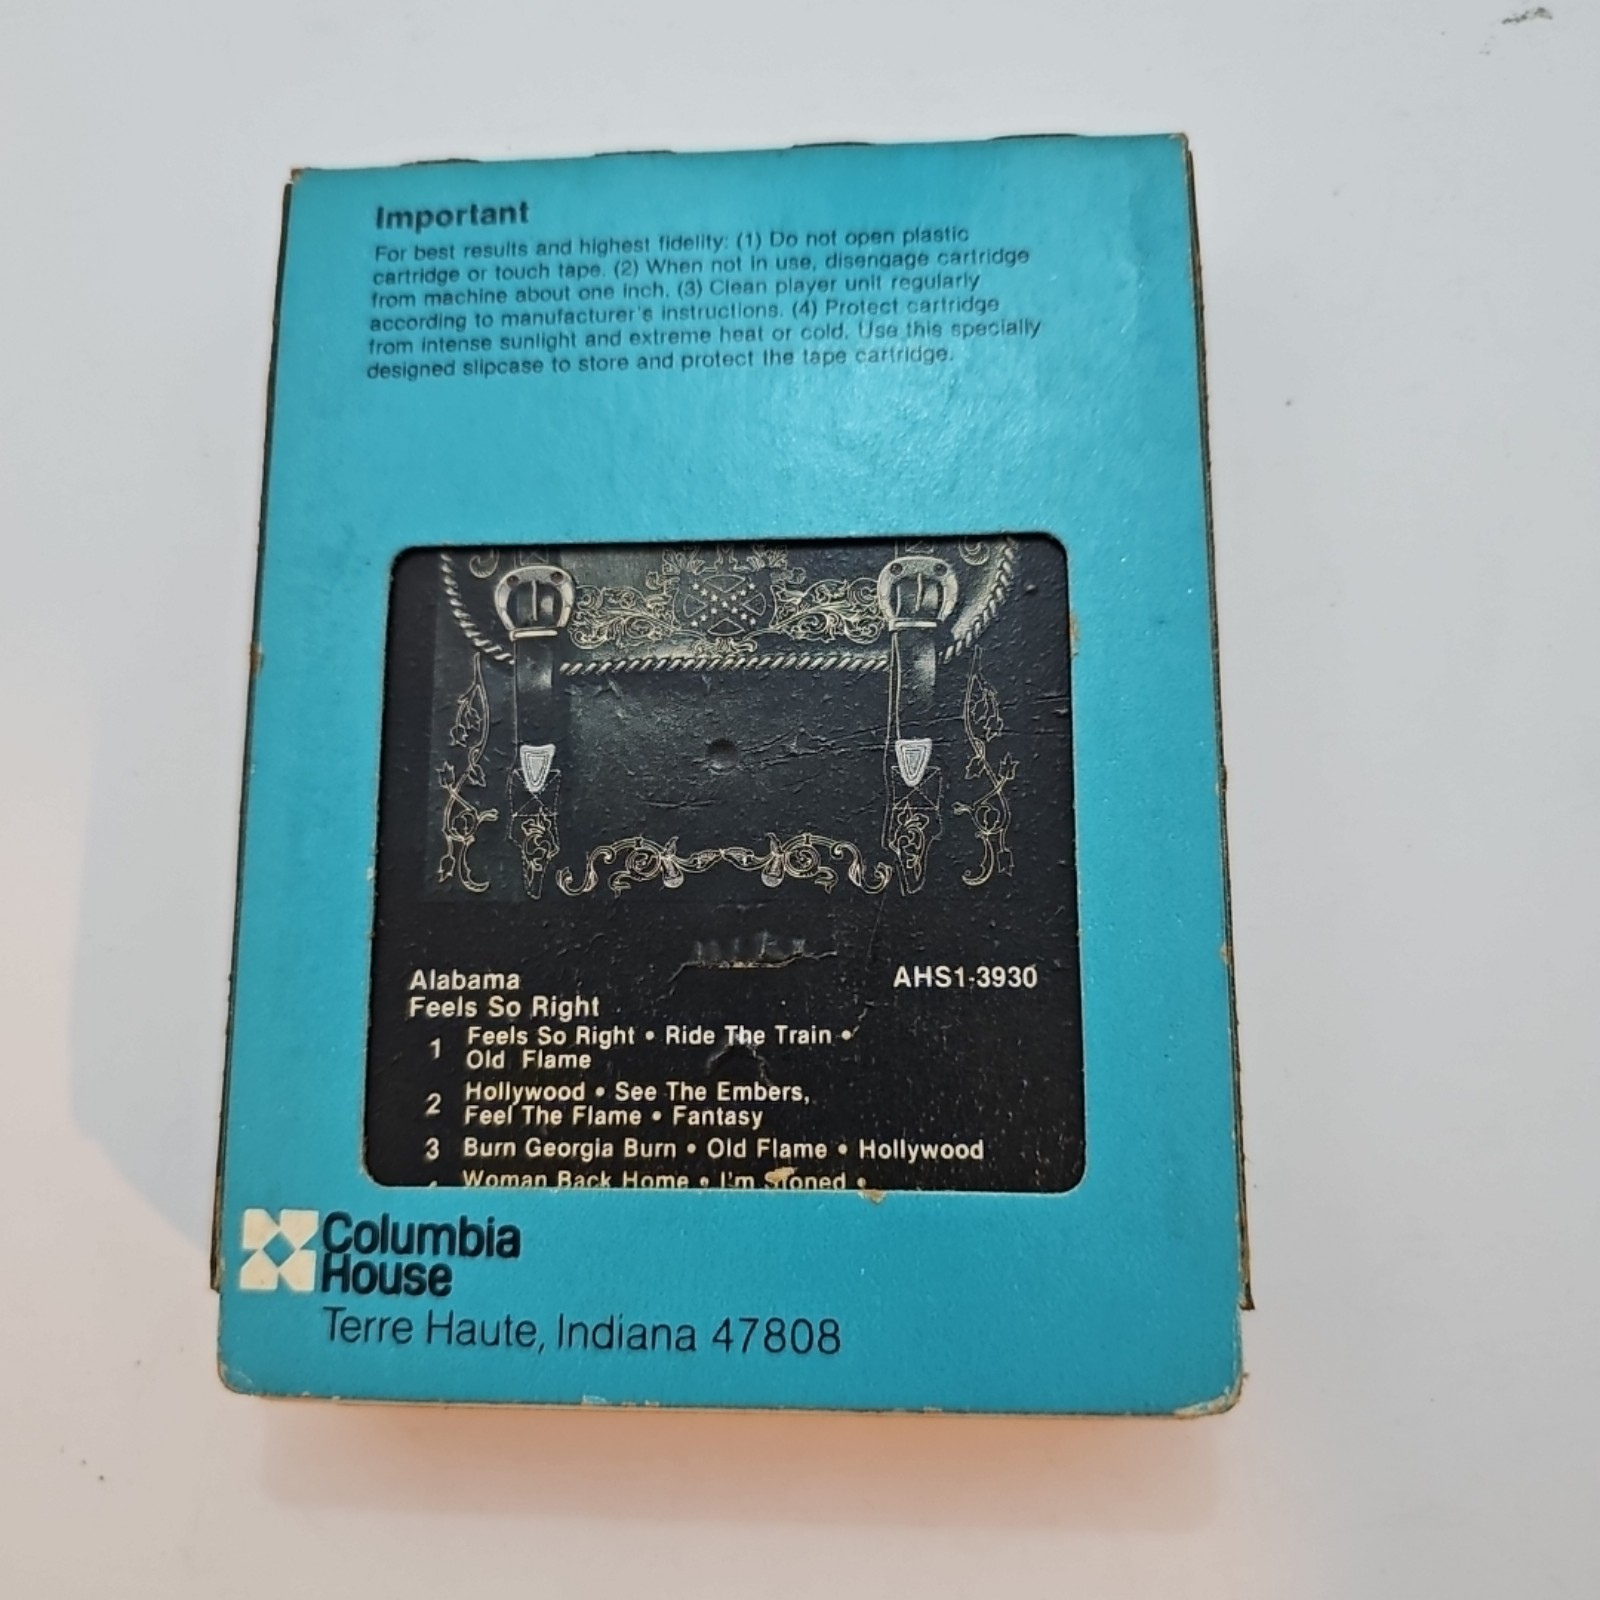 Important
For best results and highest fidelity: (1) Do not open plastic
cartridge or touch tape. (2) When not in use, disengage cartridge
from machine about one inch. (3) Clean player unit regularly
according to manufacturer's instructions. (4) Protect cartridge
from intense sunlight and extreme heat or cold. Use this specially
designed slipcase to store and protect the tape cartridge.
Alabama AHS1-3930
Feels So Right
1 Feels So Right • Ride The Train •
Old Flame
2 Hollywood • See The Embers,
Feel The Flame • Fantasy
3 Burn Georgia Burn • Old Flame • Hollywood
Woman Back Home • I'm Stoned •
Columbia
House
Terre Haute, Indiana 47808